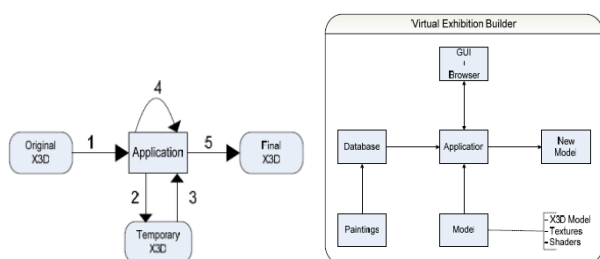 4
1
5
Original
X3D
Application
Final
X3D
2
3
Temporary
X3D
Virtual Exhibition Builder
GUI
+
Browser
Database
Application
New
Model
Paintings
Model
- X3D Model
- Textures
- Shaders